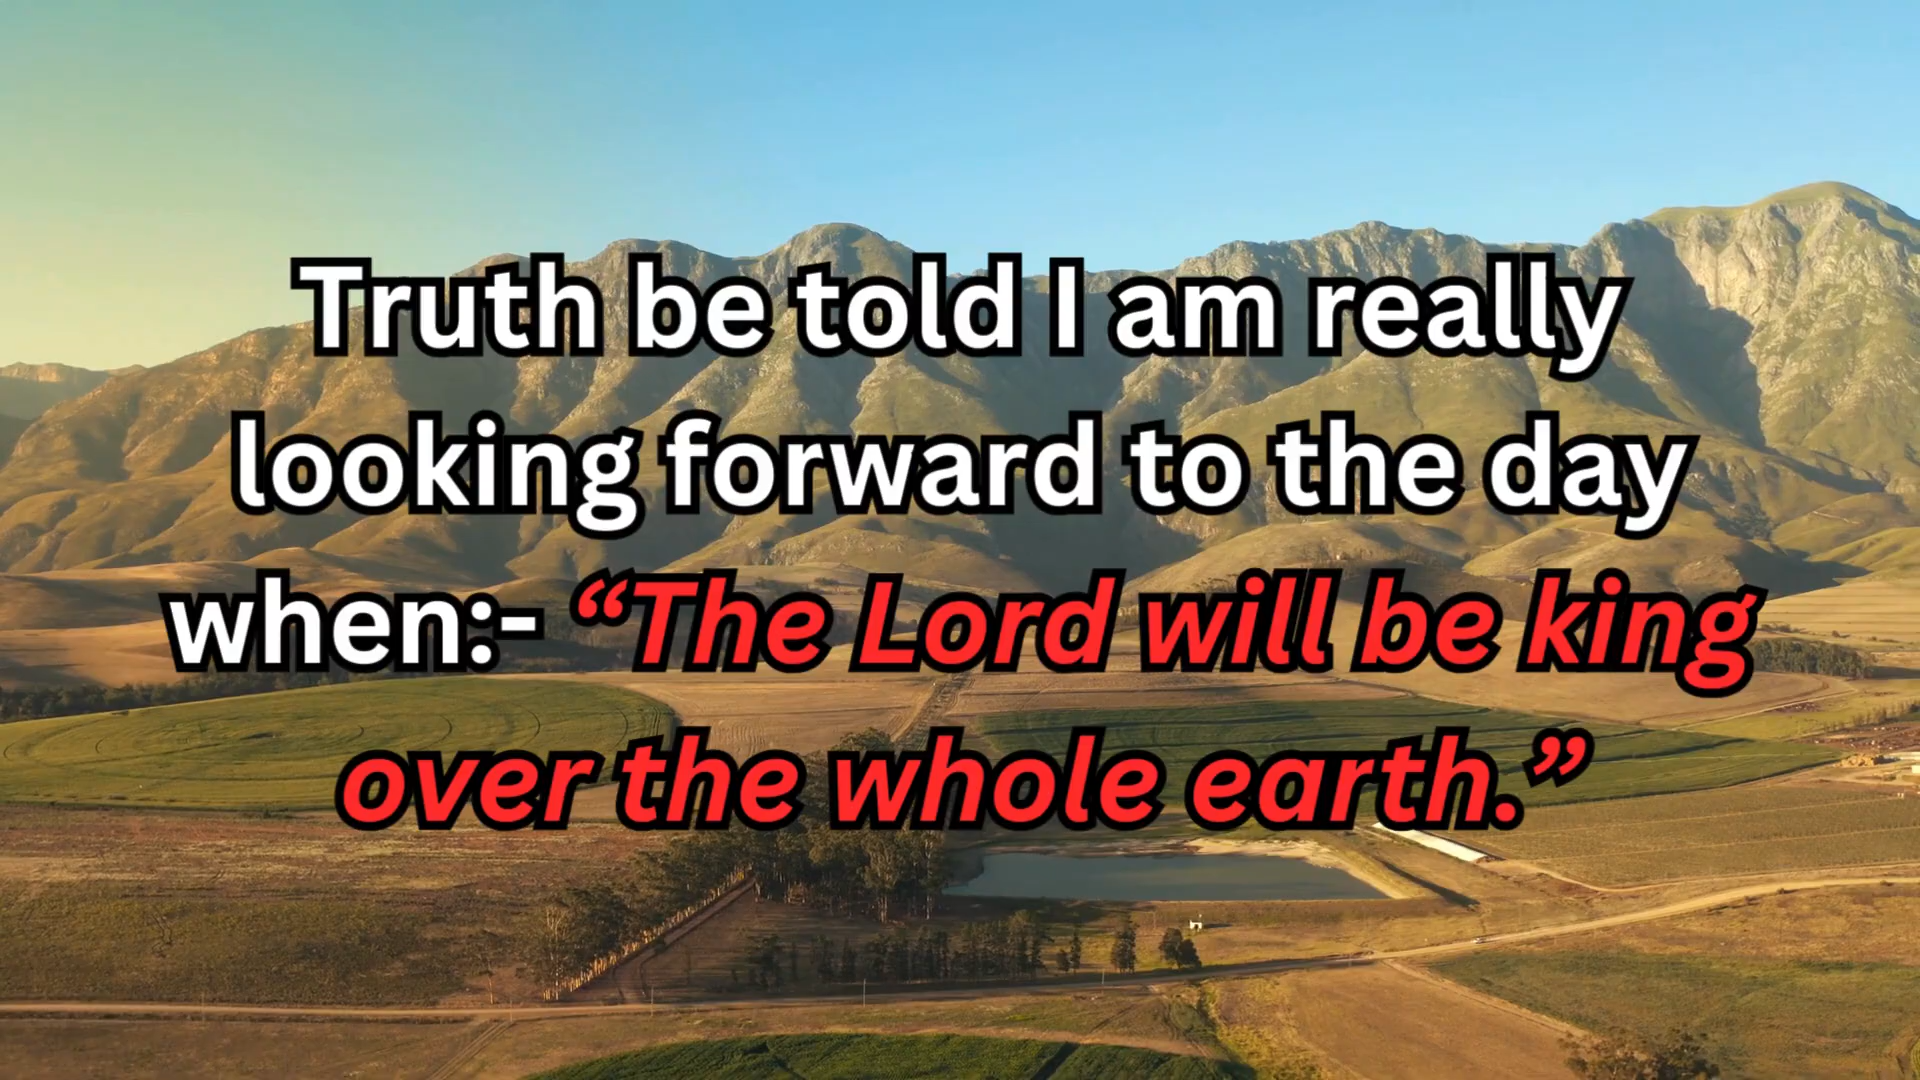 Truth be told I am really
looking forward to the day
when:- “The Lord will be king
over the whole earth.”